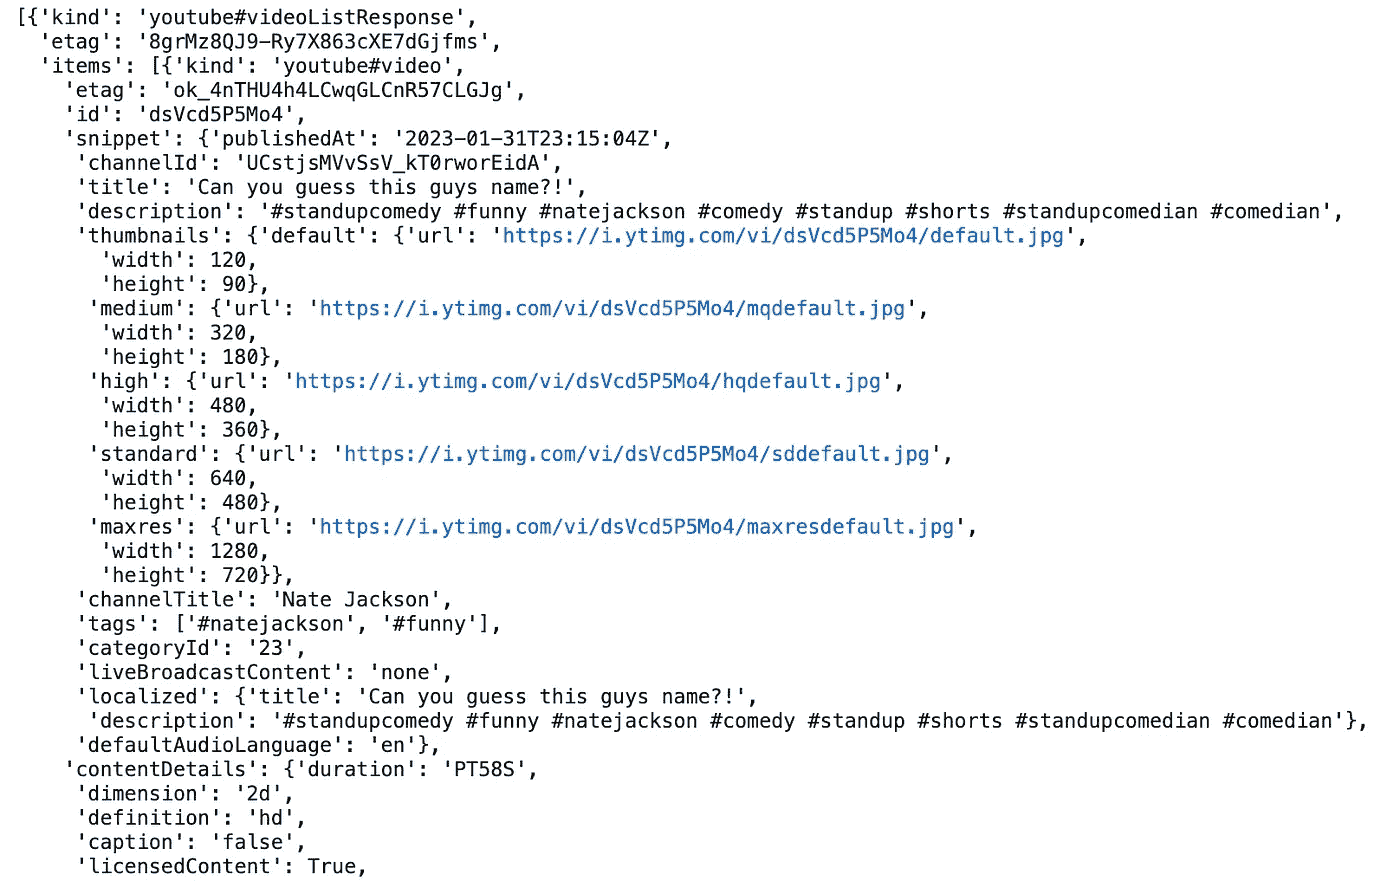 [{'kind': 'youtube#videoListResponse',
'etag': '8grMz8QJ9-Ry7X863cXE7dGjfms',
'items': [{'kind': 'youtube#video',
'etag': 'ok_4nTHU4h4LCwqGLCnR57CLGJg',
'id': 'dsVcd5P5Mo4',
'snippet': {'publishedAt': '2023-01-31T23:15:04Z',
'channelId': 'UCstjsMVvSsV_kT0rworEidA',
'title': 'Can you guess this guys name?!',
'description': '#standupcomedy #funny #natejackson #comedy #standup #shorts #standupcomedian #comedian',
'thumbnails': {'default': {'url': 'https://i.ytimg.com/vi/dsVcd5P5Mo4/default.jpg',
'width': 120,
'height': 90},
'medium': {'url': 'https://i.ytimg.com/vi/dsVcd5P5Mo4/mqdefault.jpg',
'width': 320,
'height': 180},
'high': {'url': 'https://i.ytimg.com/vi/dsVcd5P5Mo4/hqdefault.jpg',
'width': 480,
'height': 360},
'standard': {'url': 'https://i.ytimg.com/vi/dsVcd5P5Mo4/sddefault.jpg',
'width': 640,
'height': 480},
'maxres': {'url': 'https://i.ytimg.com/vi/dsVcd5P5Mo4/maxresdefault.jpg',
'width': 1280,
'height': 720}},
'channelTitle': 'Nate Jackson',
'tags': ['#natejackson', '#funny'],
'categoryId': '23',
'liveBroadcastContent': 'none',
'localized': {'title': 'Can you guess this guys name?!',
'description': '#standupcomedy #funny #natejackson #comedy #standup #shorts #standupcomedian #comedian'},
'defaultAudioLanguage': 'en'},
'contentDetails': {'duration': 'PT58S',
'dimension': '2d',
'definition': 'hd',
'caption': 'false',
'licensedContent': True,